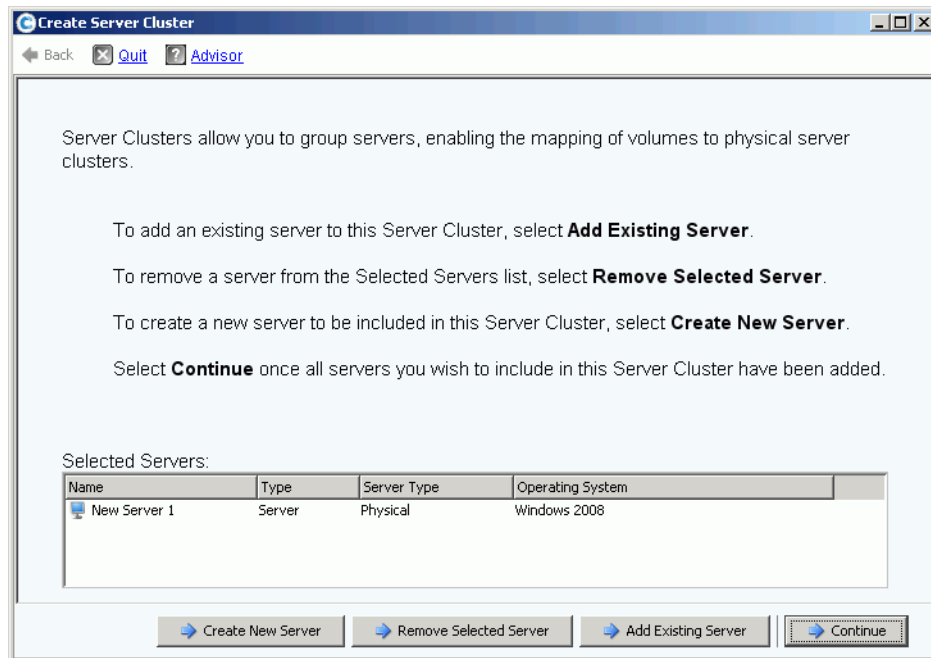 Create Server Cluster
Back Quit Advisor
Server Clusters allow you to group servers, enabling the mapping of volumes to physical server
clusters.
To add an existing server to this Server Cluster, select Add Existing Server.
To remove a server from the Selected Servers list, select Remove Selected Server.
To create a new server to be included in this Server Cluster, select Create New Server.
Select Continue once all servers you wish to include in this Server Cluster have been added.
Selected Servers:
Name Type Server Type Operating System
New Server 1 Server Physical Windows 2008
Create New Server Remove Selected Server Add Existing Server Continue